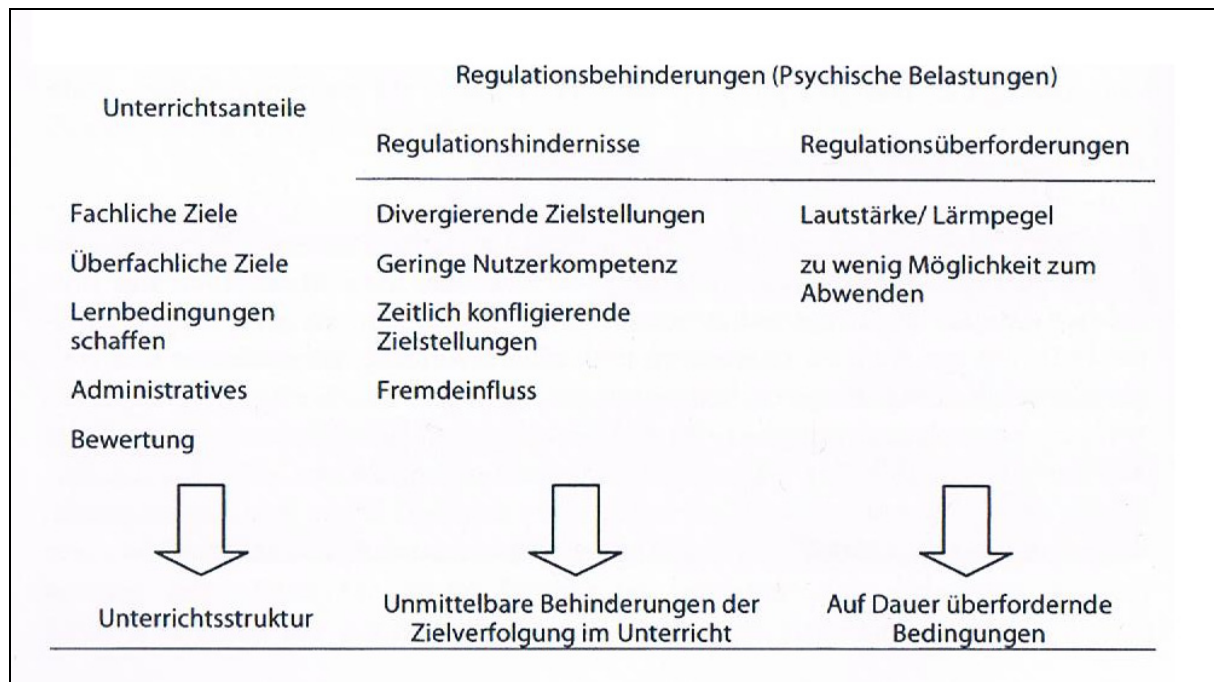 Regulationsbehinderungen (Psychische Belastungen)
Unterrichtsanteile
Regulationshindernisse
Regulationsüberforderungen
Fachliche Ziele
Divergierende Zielstellungen
Lautstärke/ Lärmpegel
Überfachliche Ziele
Geringe Nutzerkompetenz
zu wenig Möglichkeit zum
Abwenden
Lernbedingungen
schaffen
Zeitlich konfligierende
Zielstellungen
Administratives
Fremdeinfluss
Bewertung
Unterrichtsstruktur
Unmittelbare Behinderungen der
Zielverfolgung im Unterricht
Auf Dauer überfordernde
Bedingungen